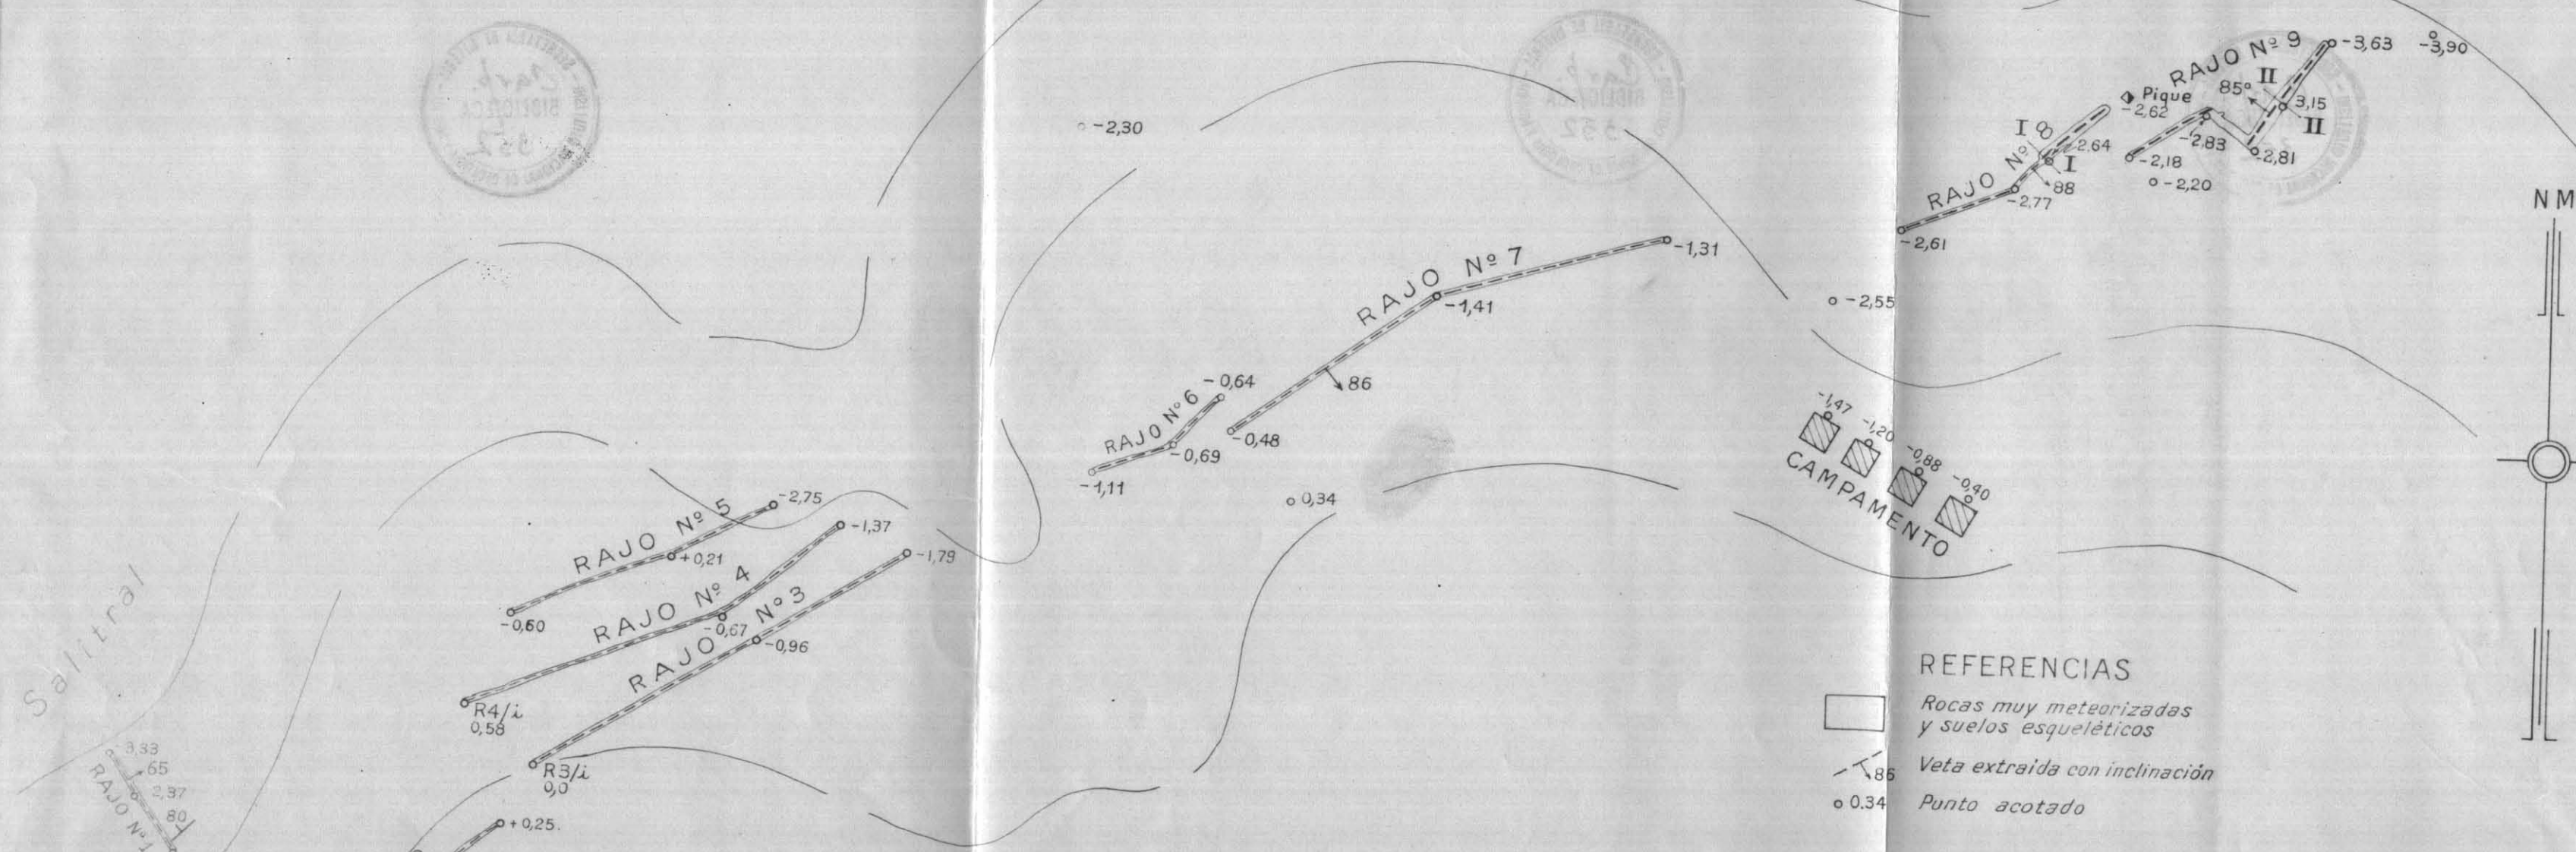 RAJO Nº 9
-3,63
-3,90
II
85º
3,15
II
Pique
-2,62
-2,83
-2,81
-2,18
-2,20
I
RAJO Nº 8
-2,64
I
88
-2,77
-2,61
-2,30
NM
RAJO Nº 7
-1,31
-1,41
-2,55
86
-0,48
-0,64
RAJO Nº 6
-0,69
-1,11
0,34
-1,47
-1,20
-0,88
-0,40
CAMPAMENTO
-2,75
RAJO Nº 5
+0,21
-0,60
-1,37
RAJO Nº 4
-0,67
R4/i
0,58
-1,79
RAJO Nº 3
-0,96
R3/i
0,0
+0,25
Salitral
-3,33
65
2,37
80
RAJO Nº 1
REFERENCIAS
Rocas muy meteorizadas
y suelos esqueléticos
86 Veta extraida con inclinación
0.34 Punto acotado
BIBLIOTECA
352
BIBLIOTECA
352